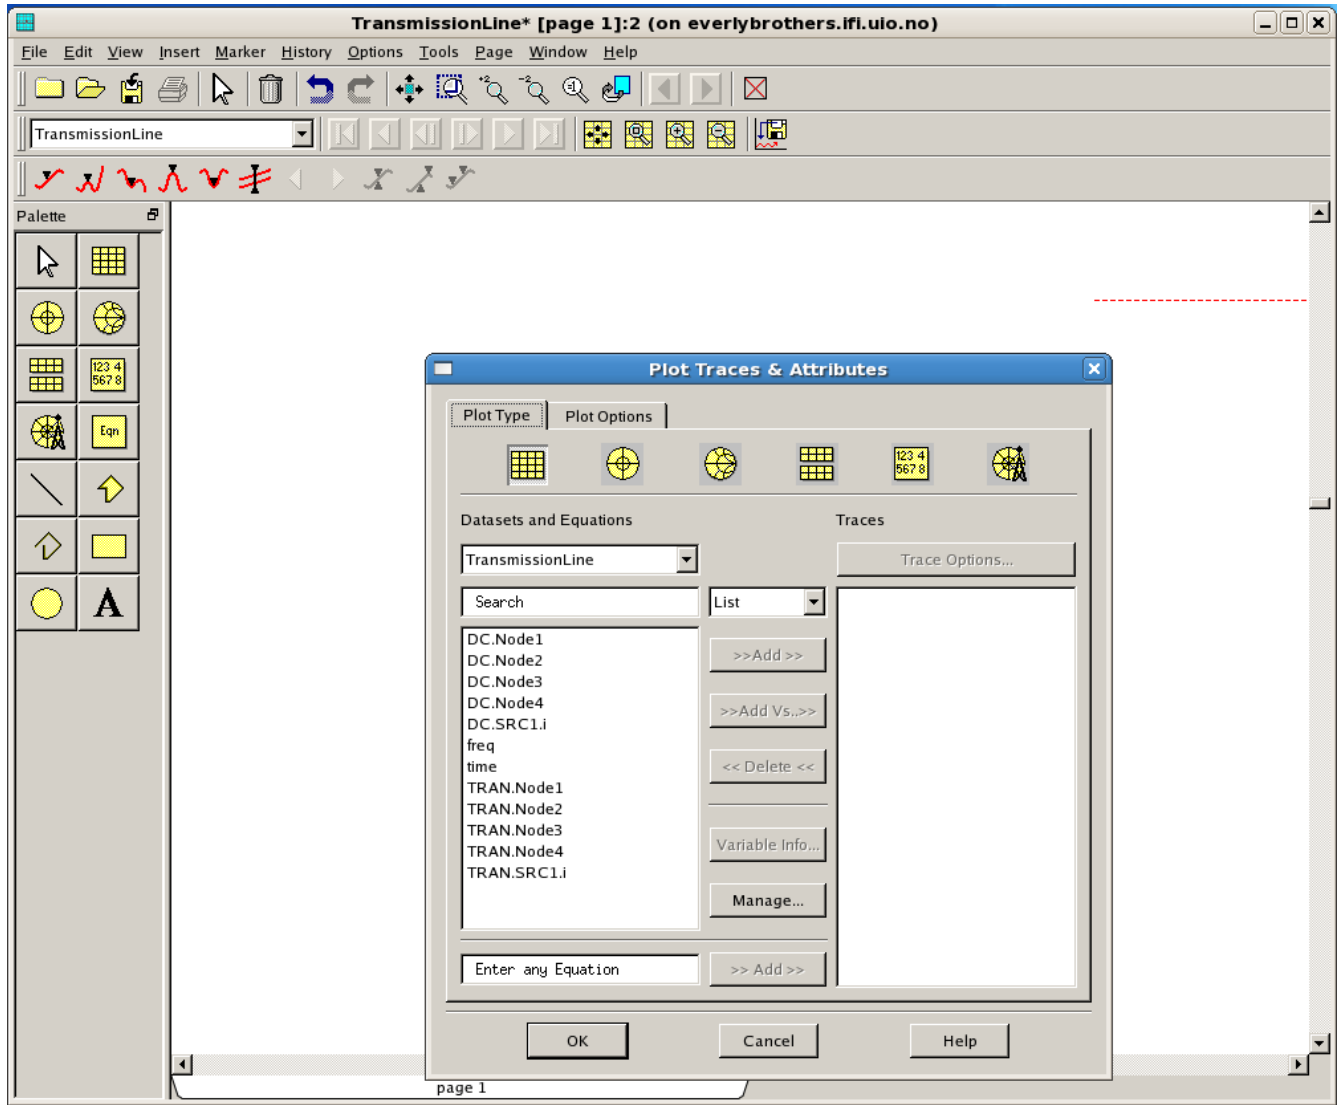 TransmissionLine* [page 1]:2 (on everlybrothers.ifi.uio.no)
File Edit View Insert Marker History Options Tools Page Window Help
+2 -2 =1
TransmissionLine
Palette
123 4
567 8
Eqn
A
Plot Traces & Attributes
Plot Type Plot Options
123 4
567 8
Datasets and Equations Traces
TransmissionLine Trace Options...
Search List
DC.Node1
DC.Node2
DC.Node3
DC.Node4
DC.SRC1.i
freq
time
TRAN.Node1
TRAN.Node2
TRAN.Node3
TRAN.Node4
TRAN.SRC1.i
>>Add >>
>>Add Vs..>>
<< Delete <<
Variable Info...
Manage...
Enter any Equation >> Add >>
OK Cancel Help
page 1